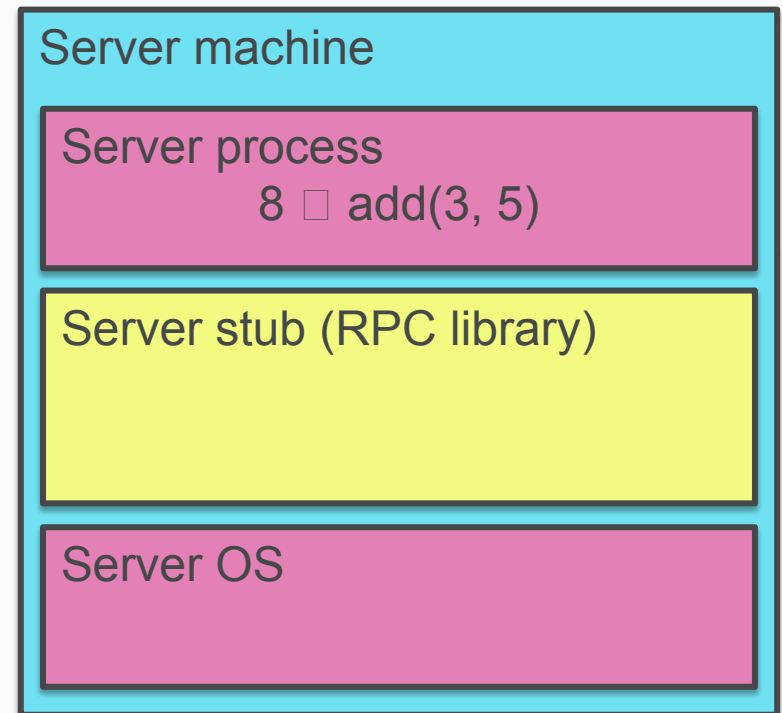 Server machine
Server process
8 □ add(3, 5)
Server stub (RPC library)
Server OS